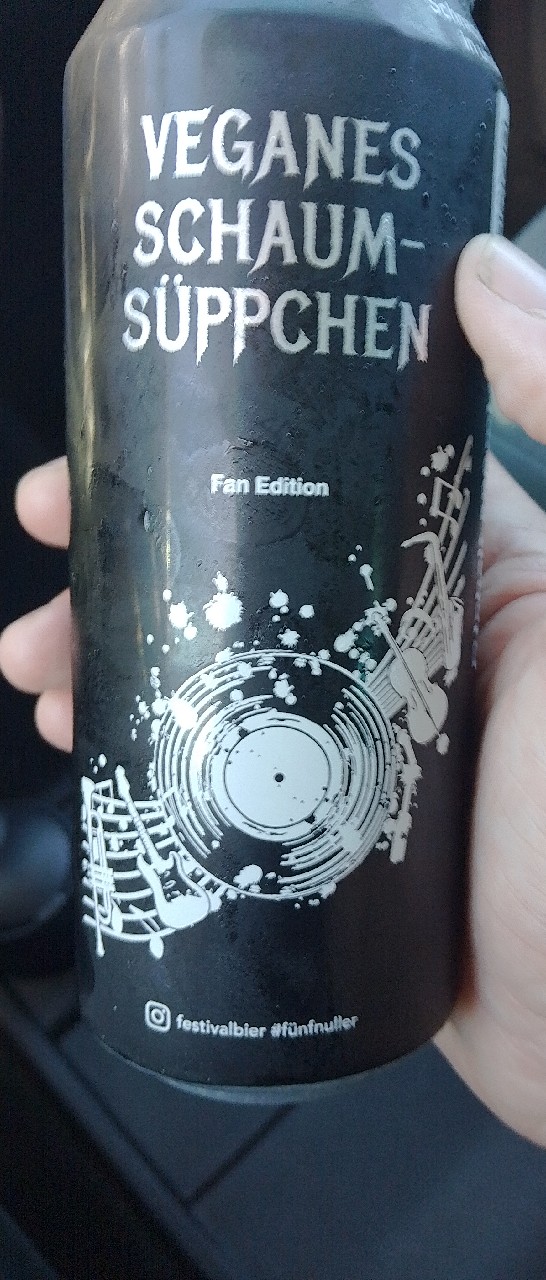 VEGANES
SCHAUM-
SÜPPCHEN
Fan Edition
festivalbier #fünfnuller